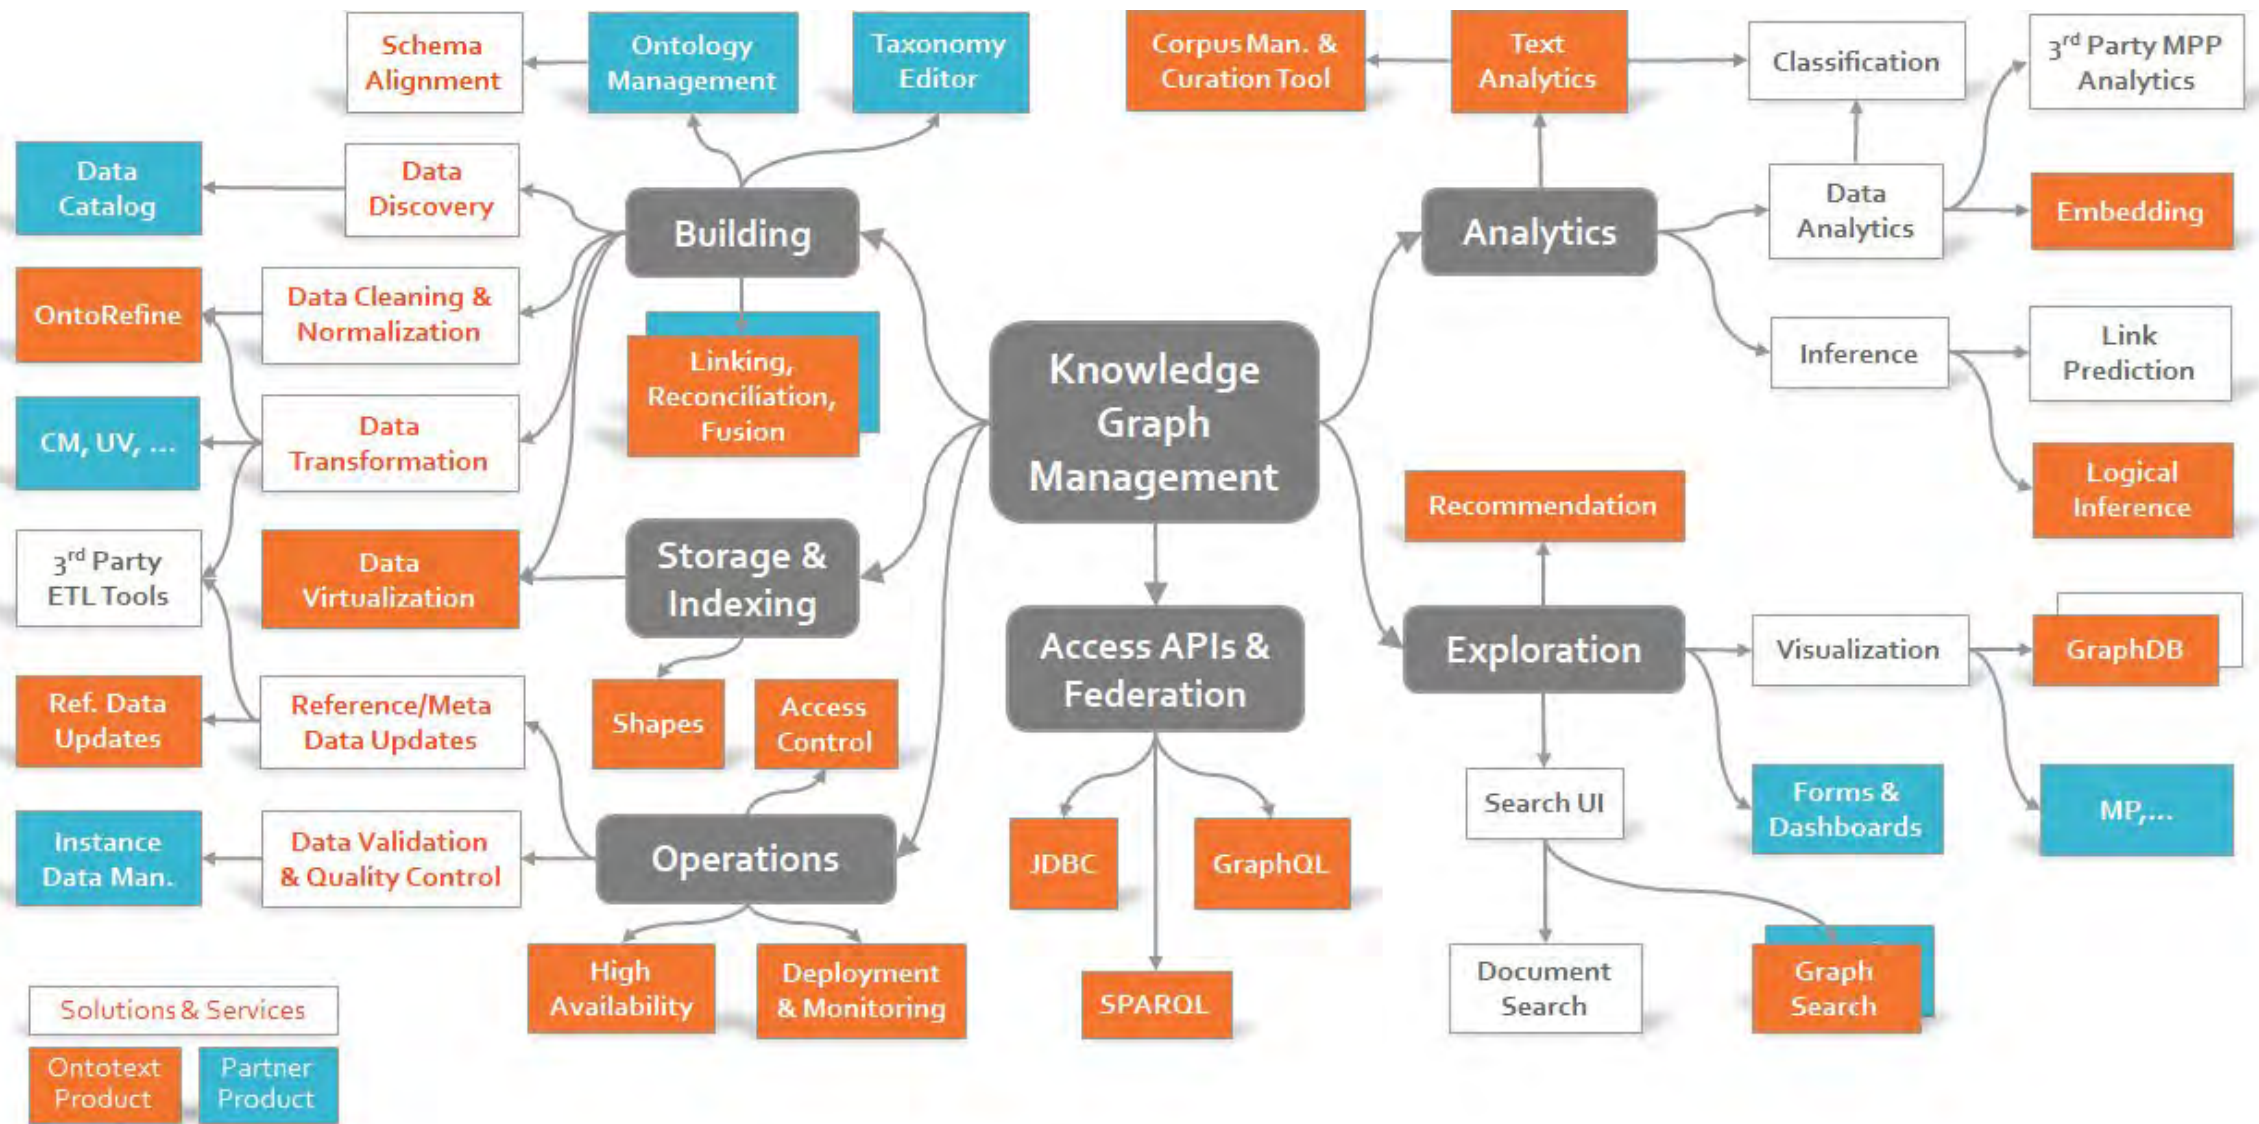 Schema
Alignment
Ontology
Management
Taxonomy
Editor
Corpus Man. &
Curation Tool
Text
Analytics
Classification
3rd Party MPP
Analytics
Data
Catalog
Data
Discovery
Building
Analytics
Data
Analytics
Embedding
OntoRefine
Data Cleaning &
Normalization
Linking,
Reconciliation,
Fusion
Knowledge
Graph
Management
Inference
Link
Prediction
CM, UV, ...
Data
Transformation
Recommendation
Logical
Inference
3rd Party
ETL Tools
Data
Virtualization
Storage &
Indexing
Access APIs &
Federation
Exploration
Visualization
GraphDB
Ref. Data
Updates
Reference/Meta
Data Updates
Shapes
Access
Control
Search UI
Forms &
Dashboards
MP,...
Instance
Data Man.
Data Validation
& Quality Control
Operations
JDBC
GraphQL
High
Availability
Deployment
& Monitoring
SPARQL
Document
Search
Graph
Search
Solutions & Services
Ontotext
Product
Partner
Product